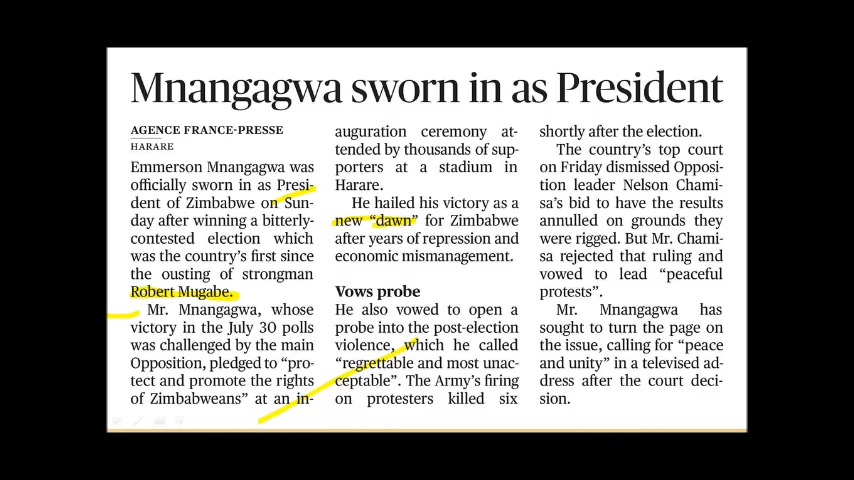 Mnangagwa sworn in as President
AGENCE FRANCE-PRESSE
HARARE
Emmerson Mnangagwa was
officially sworn in as Presi-
dent of Zimbabwe on Sun-
day after winning a bitterly-
contested election which
was the country's first since
the ousting of strongman
Robert Mugabe.
Mr. Mnangagwa, whose
victory in the July 30 polls
was challenged by the main
Opposition, pledged to “pro-
tect and promote the rights
of Zimbabweans” at an in-
auguration ceremony at-
tended by thousands of sup-
porters at a stadium in
Harare.
He hailed his victory as a
new “dawn” for Zimbabwe
after years of repression and
economic mismanagement.
Vows probe
He also vowed to open a
probe into the post-election
violence, which he called
“regrettable and most unac-
ceptable”. The Army's firing
on protesters killed six
shortly after the election.
The country's top court
on Friday dismissed Opposi-
tion leader Nelson Chami-
sa's bid to have the results
annulled on grounds they
were rigged. But Mr. Chami-
sa rejected that ruling and
vowed to lead “peaceful
protests”.
Mr. Mnangagwa has
sought to turn the page on
the issue, calling for “peace
and unity” in a televised ad-
dress after the court deci-
sion.